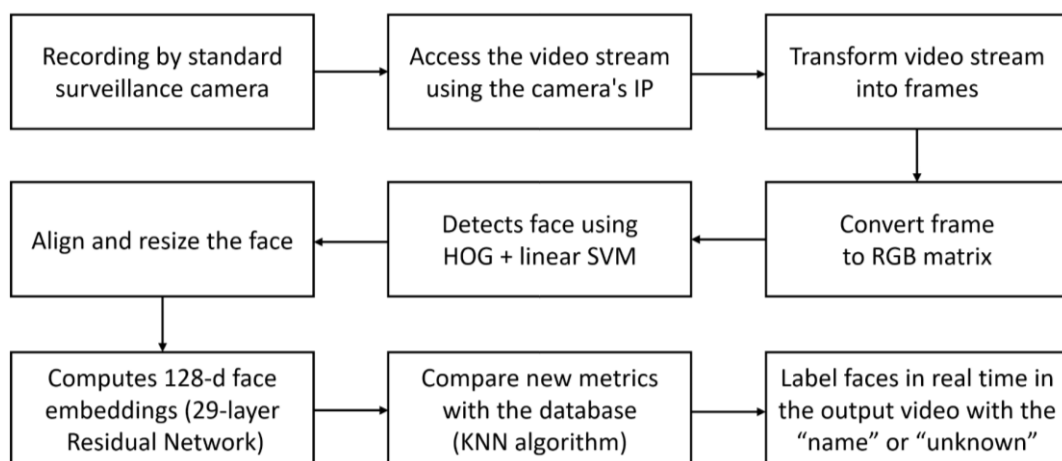 Recording by standard
surveillance camera
Access the video stream
using the camera's IP
Transform video stream
into frames
Convert frame
to RGB matrix
Detects face using
HOG + linear SVM
Align and resize the face
Computes 128-d face
embeddings (29-layer
Residual Network)
Compare new metrics
with the database
(KNN algorithm)
Label faces in real time in
the output video with the
“name” or “unknown”